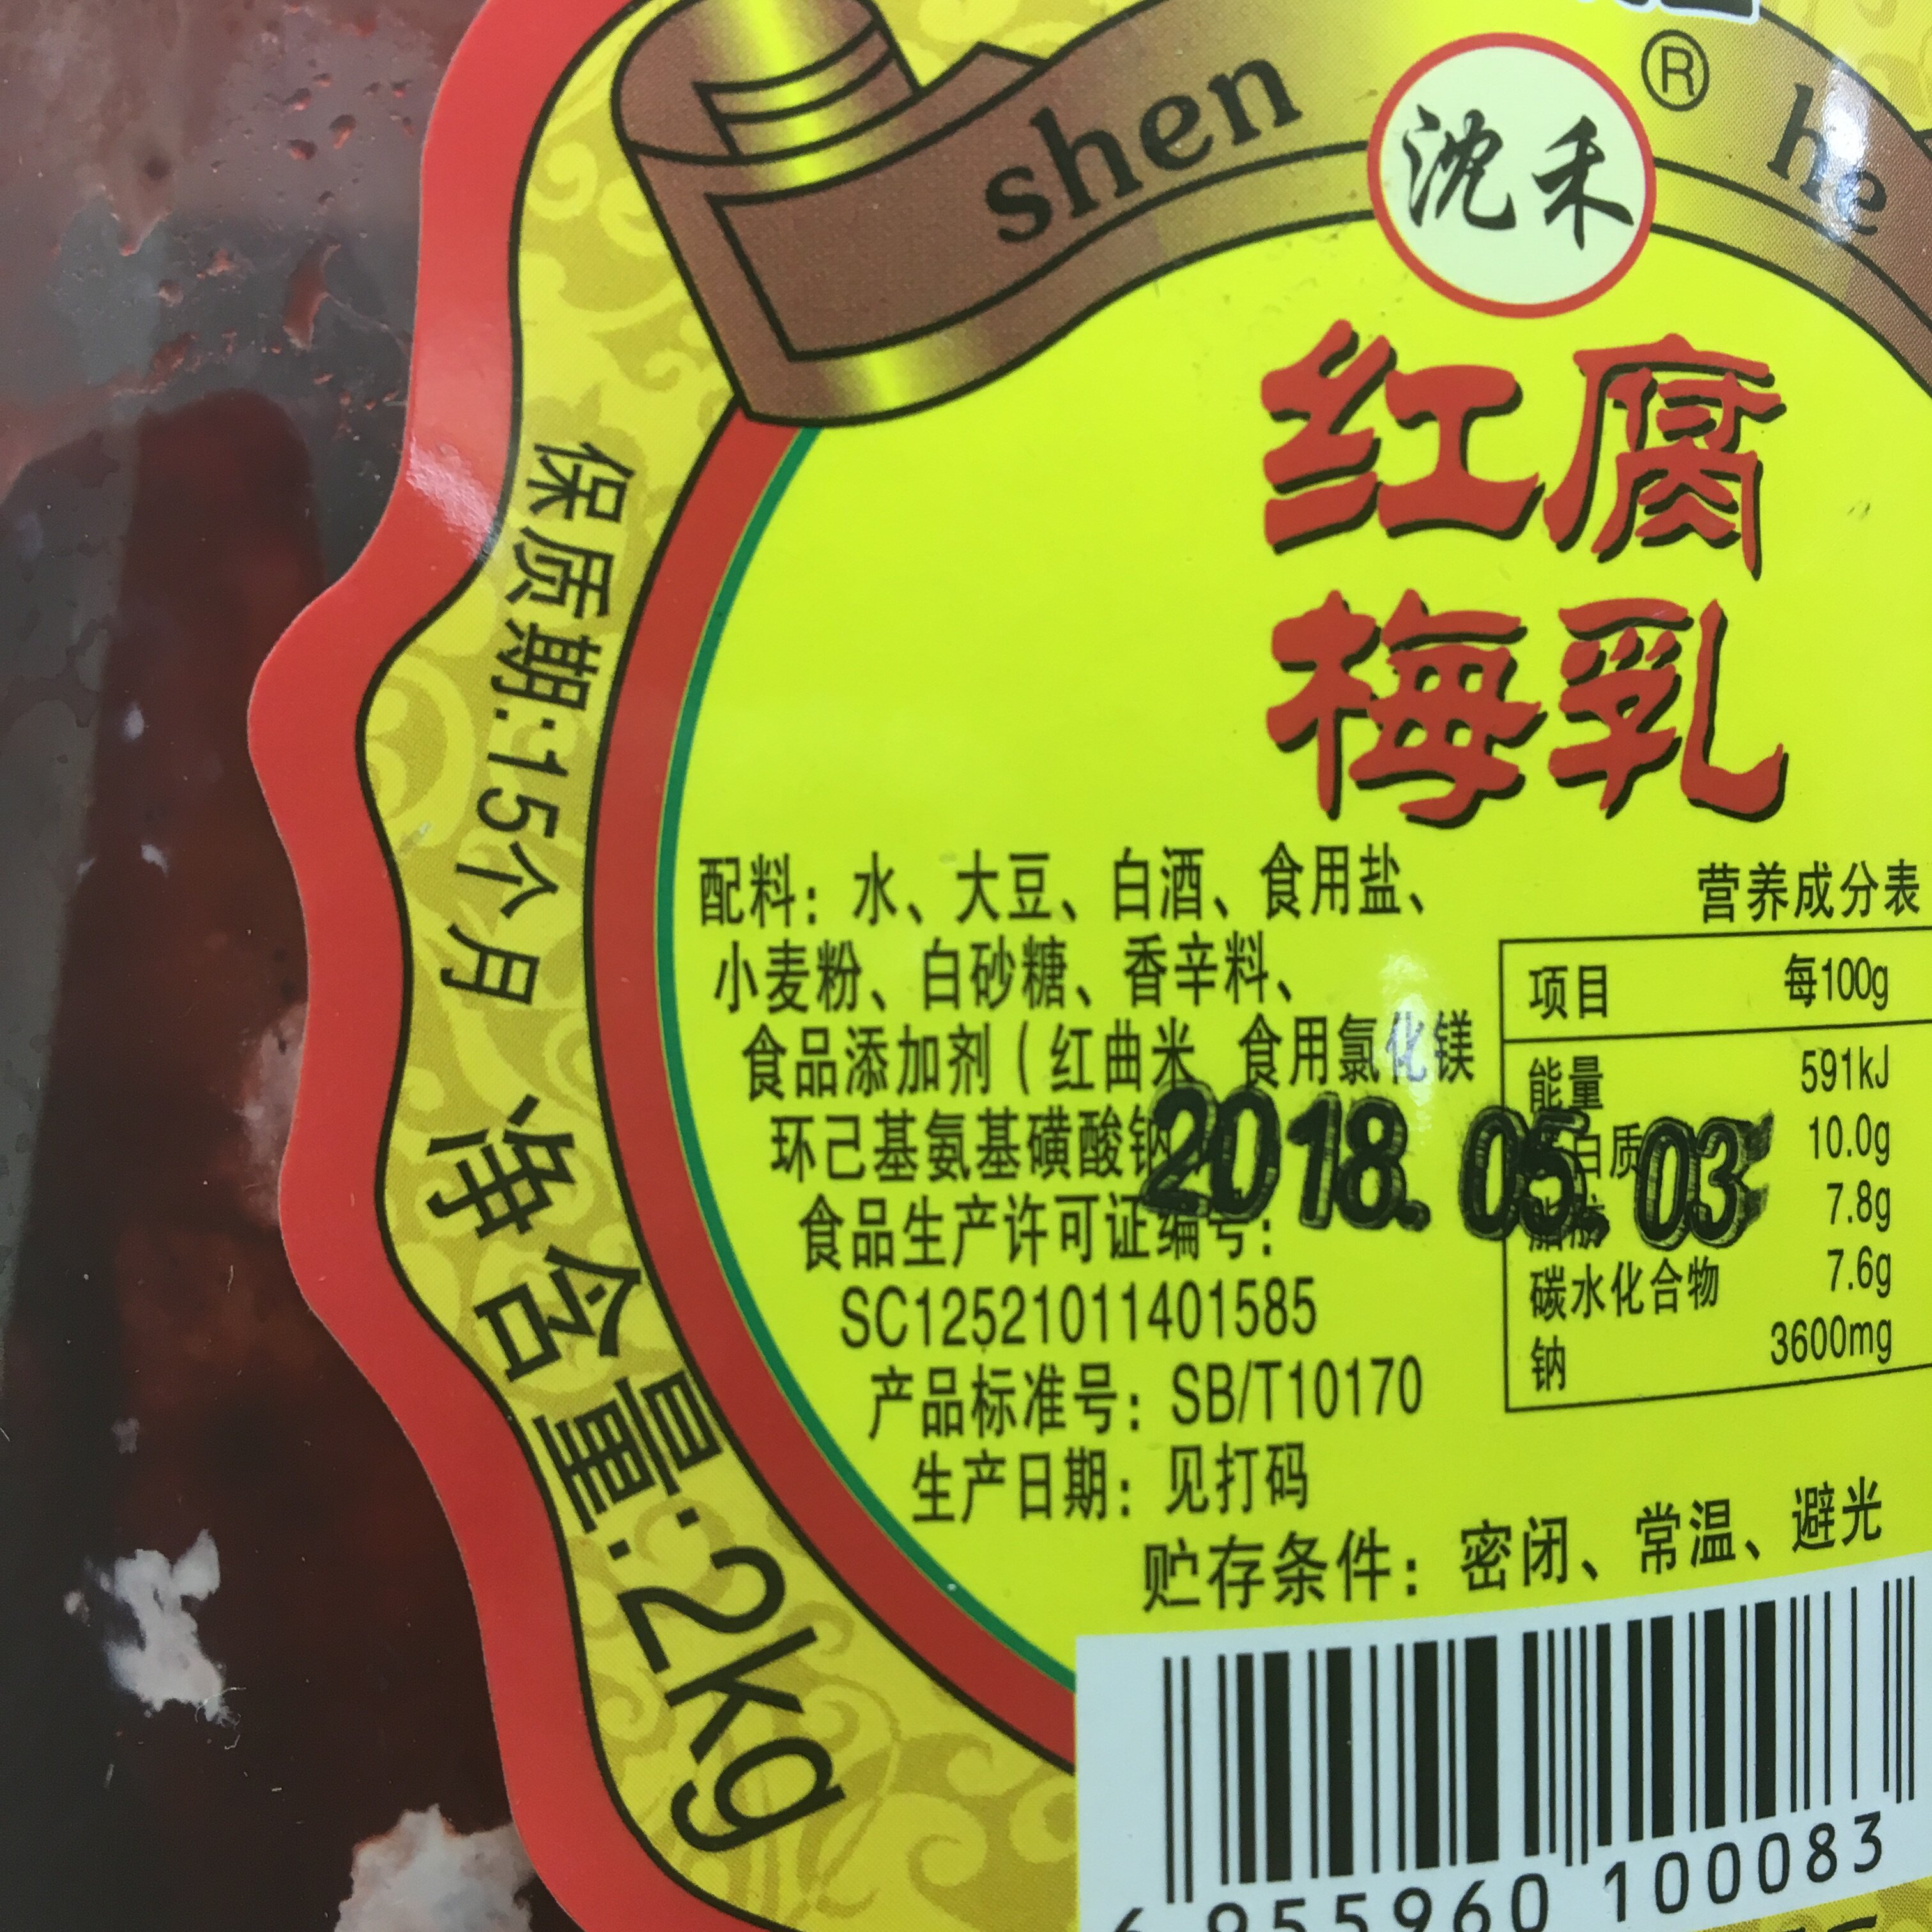 shen 沈禾 ® he
红腐
梅乳
保质期:15个月
净含量:2kg
配料：水、大豆、白酒、食用盐、
小麦粉、白砂糖、香辛料、
食品添加剂（红曲米 食用氯化镁
环己基氨基磺酸钠
2018.05.03
食品生产许可证编号：
SC12521011401585
产品标准号：SB/T10170
生产日期：见打码
贮存条件：密闭、常温、避光
营养成分表
项目 每100g
能量 591kJ
白质 10.0g
脂肪 7.8g
碳水化合物 7.6g
钠 3600mg
6 955960 100083